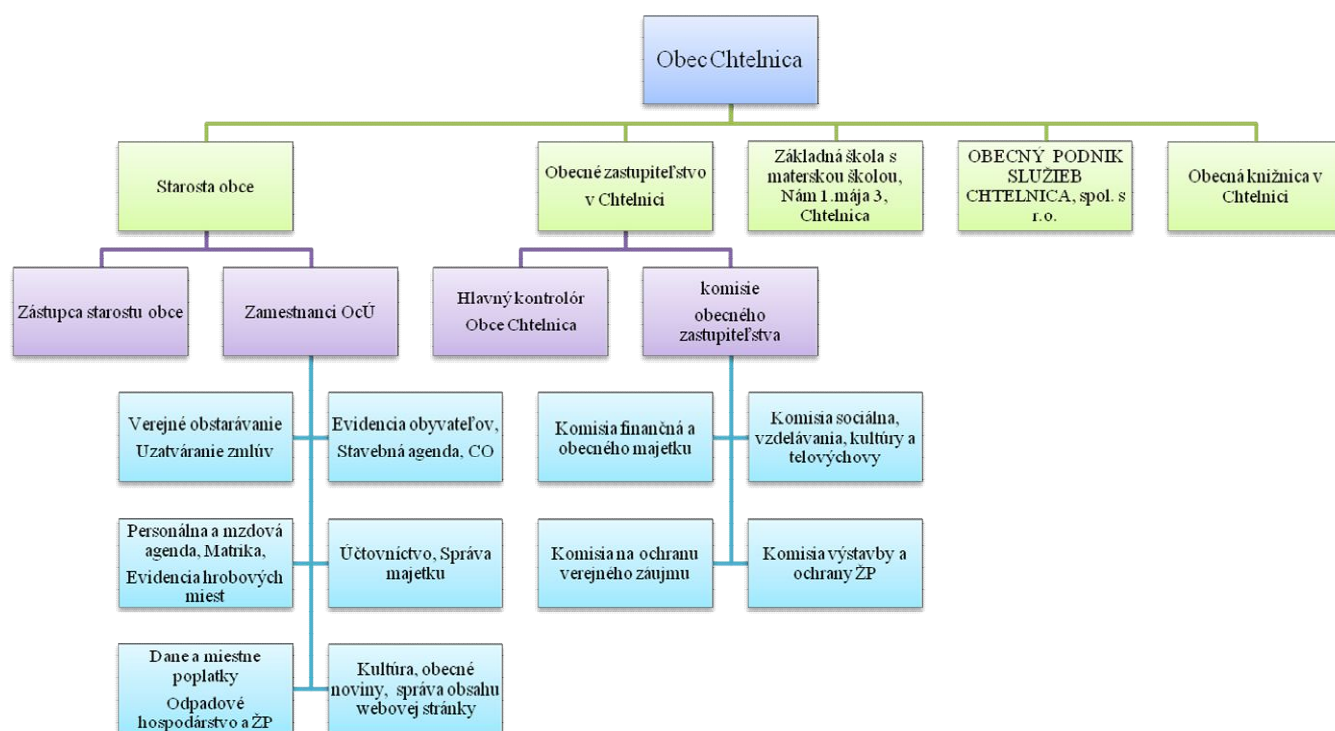 Obec Chtelnica
Starosta obce
Obecné zastupiteľstvo
v Chtelnici
Základná škola s
materskou školou,
Nám 1.mája 3,
Chtelnica
OBECNÝ PODNIK
SLUŽIEB
CHTELNICA, spol. s
r.o.
Obecná knižnica v
Chtelnici
Zástupca starostu obce
Zamestnanci OcÚ
Hlavný kontrolór
Obce Chtelnica
komisie
obecného
zastupiteľstva
Verejné obstarávanie
Uzatváranie zmlúv
Evidencia obyvateľov,
Stavebná agenda, CO
Komisia finančná a
obecného majetku
Komisia sociálna,
vzdelávania, kultúry a
telovýchovy
Personálna a mzdová
agenda, Matrika,
Evidencia hrobových
miest
Účtovníctvo, Správa
majetku
Komisia na ochranu
verejného záujmu
Komisia výstavby a
ochrany ŽP
Dane a miestne
poplatky
Odpadové
hospodárstvo a ŽP
Kultúra, obecné
noviny, správa obsahu
webovej stránky